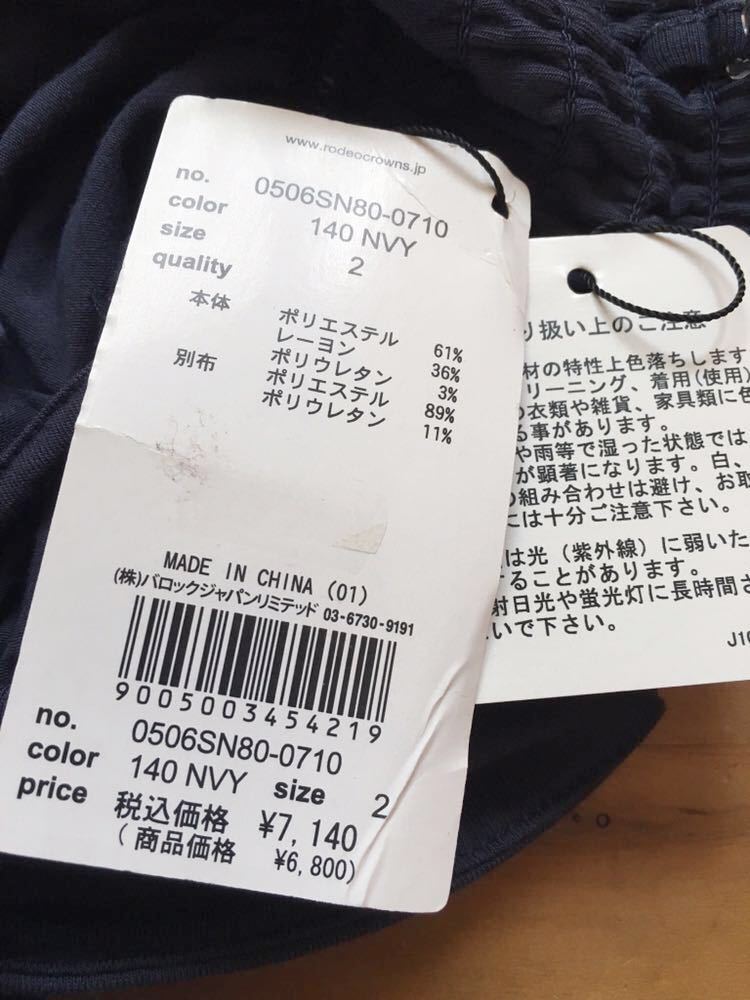 www.rodeocrowns.jp
no. 0506SN80-0710
color 140 NVY
size 2
quality
本体 ポリエステル 61%
レーヨン 36%
ポリウレタン 3%
別布 ポリエステル 89%
ポリウレタン 11%
MADE IN CHINA (01)
(株)バロックジャパンリミテッド 03-6730-9191
9005003454219
no. 0506SN80-0710
color 140 NVY size 2
price 税込価格 ¥7,140
(商品価格 ¥6,800)
り扱い上のご注意
材の特性上色落ちします
リーニング、着用(使用)
の衣類や雑貨、家具類に色
る事があります。
や雨等で湿った状態では
が顕著になります。白、
の組み合わせは避け、お取
には十分ご注意下さい。
は光(紫外線)に弱いた
することがあります。
射日光や蛍光灯に長時間さ
いで下さい。
J10